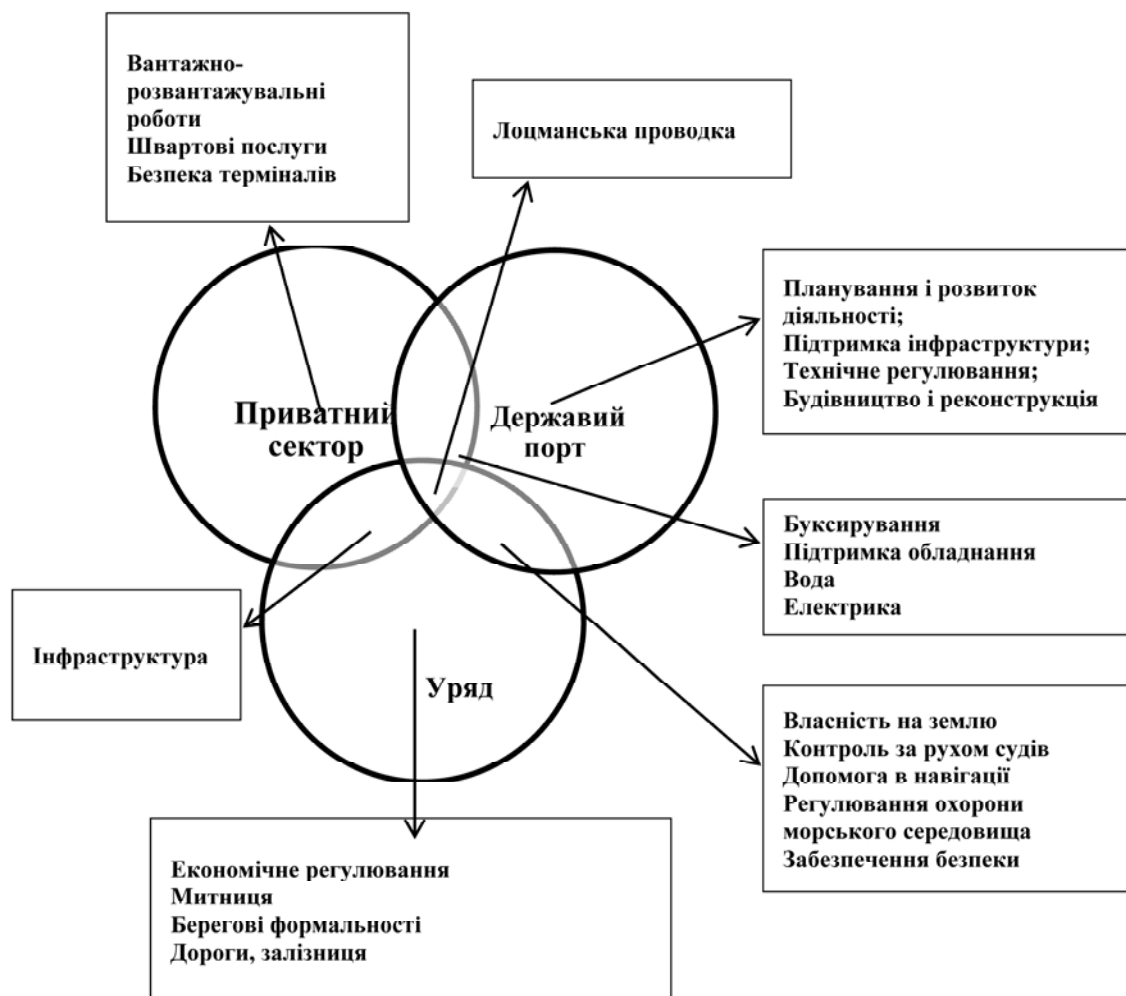 Вантажно-
розвантажувальні
роботи
Швартові послуги
Безпека терміналів
Лоцманська проводка
Планування і розвиток
діяльності;
Підтримка інфраструктури;
Технічне регулювання;
Будівництво і реконструкція
Приватний
сектор
Державий
порт
Буксирування
Підтримка обладнання
Вода
Електрика
Інфраструктура
Уряд
Власність на землю
Контроль за рухом судів
Допомога в навігації
Регулювання охорони
морського середовища
Забезпечення безпеки
Економічне регулювання
Митниця
Берегові формальності
Дороги, залізниця